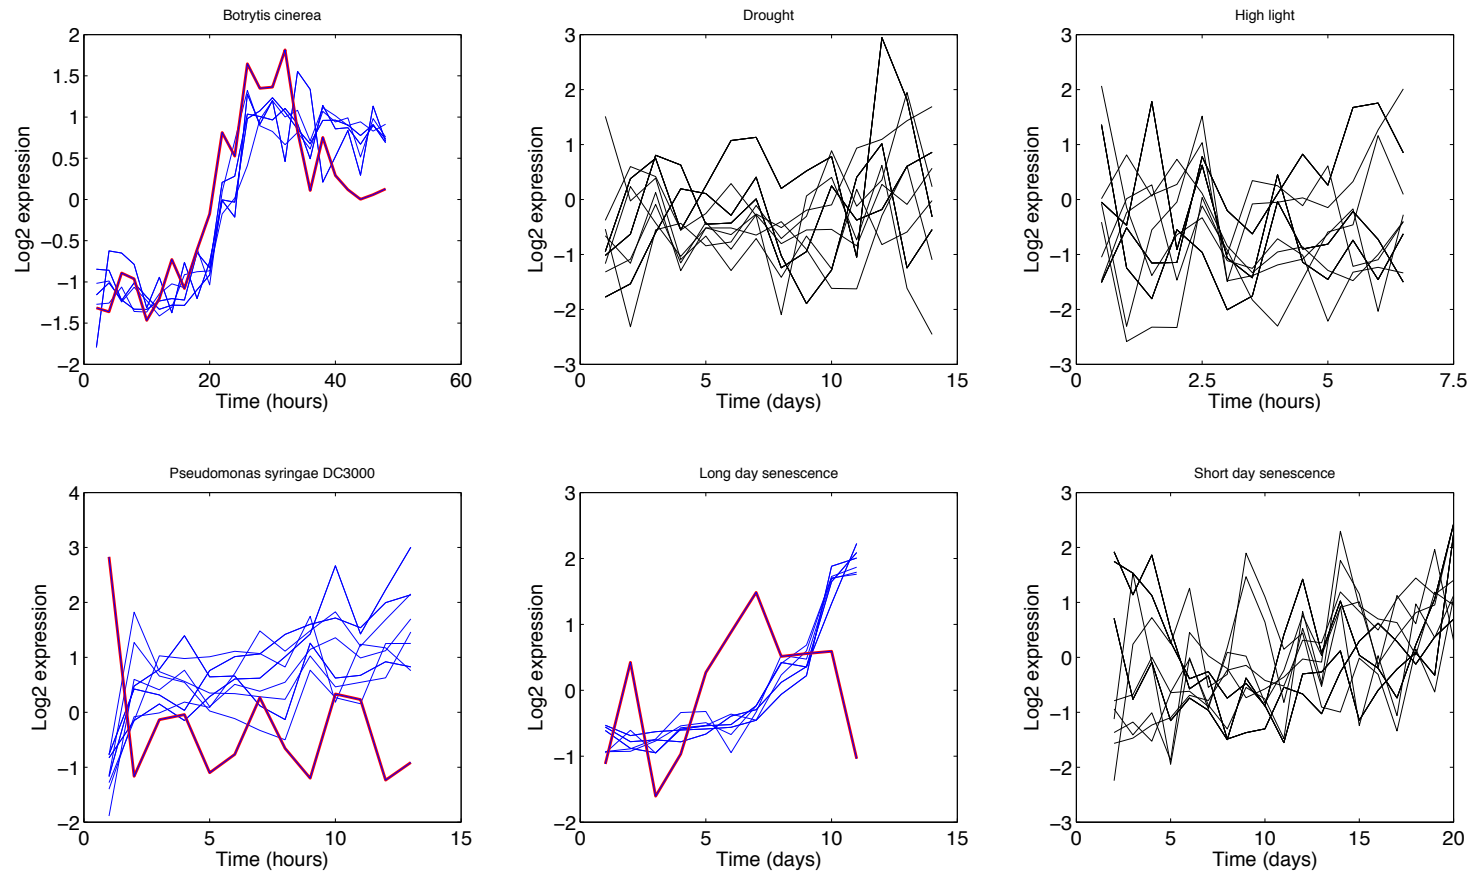 Botrytis cinerea
2
1.5
1
0.5
0
−0.5
−1
−1.5
−2
0 20 40 60
Log2 expression
Time (hours)
Drought
3
2
1
0
−1
−2
−3
0 5 10 15
Log2 expression
Time (days)
High light
3
2
1
0
−1
−2
−3
0 2.5 5 7.5
Log2 expression
Time (hours)
Pseudomonas syringae DC3000
4
3
2
1
0
−1
−2
0 5 10 15
Log2 expression
Time (hours)
Long day senescence
3
2
1
0
−1
−2
0 5 10 15
Log2 expression
Time (days)
Short day senescence
3
2
1
0
−1
−2
−3
0 5 10 15 20
Log2 expression
Time (days)